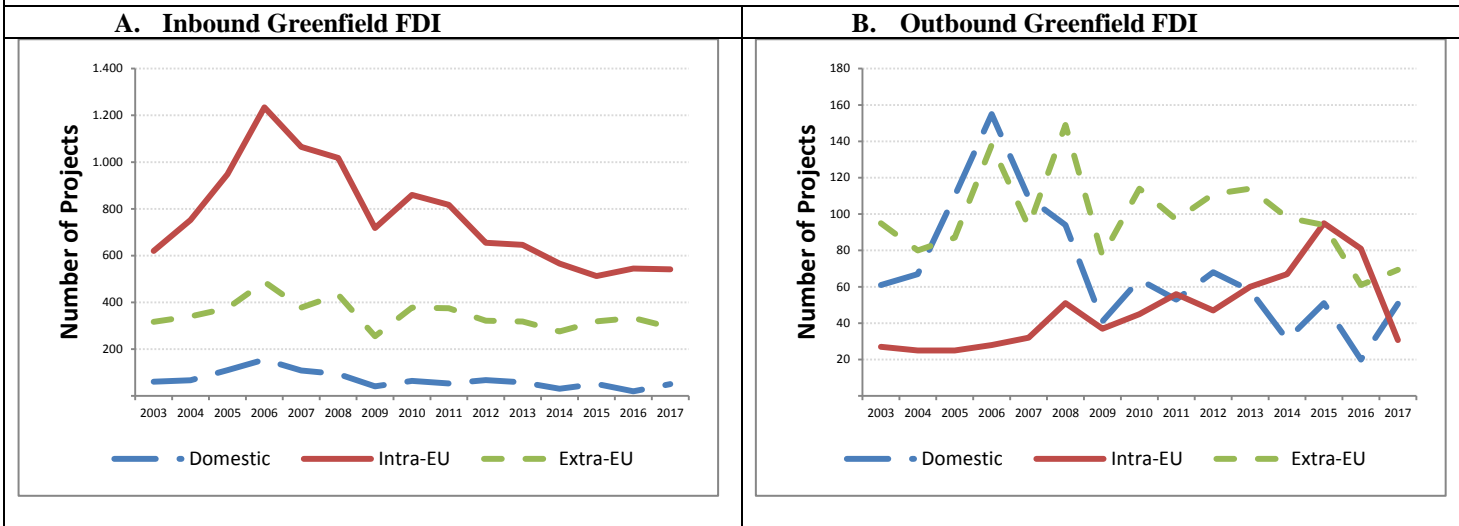 A. Inbound Greenfield FDI
B. Outbound Greenfield FDI
Number of Projects
1.400
1.200
1.000
800
600
400
200
2003 2004 2005 2006 2007 2008 2009 2010 2011 2012 2013 2014 2015 2016 2017
Domestic Intra-EU Extra-EU
Number of Projects
180
160
140
120
100
80
60
40
20
2003 2004 2005 2006 2007 2008 2009 2010 2011 2012 2013 2014 2015 2016 2017
Domestic Intra-EU Extra-EU